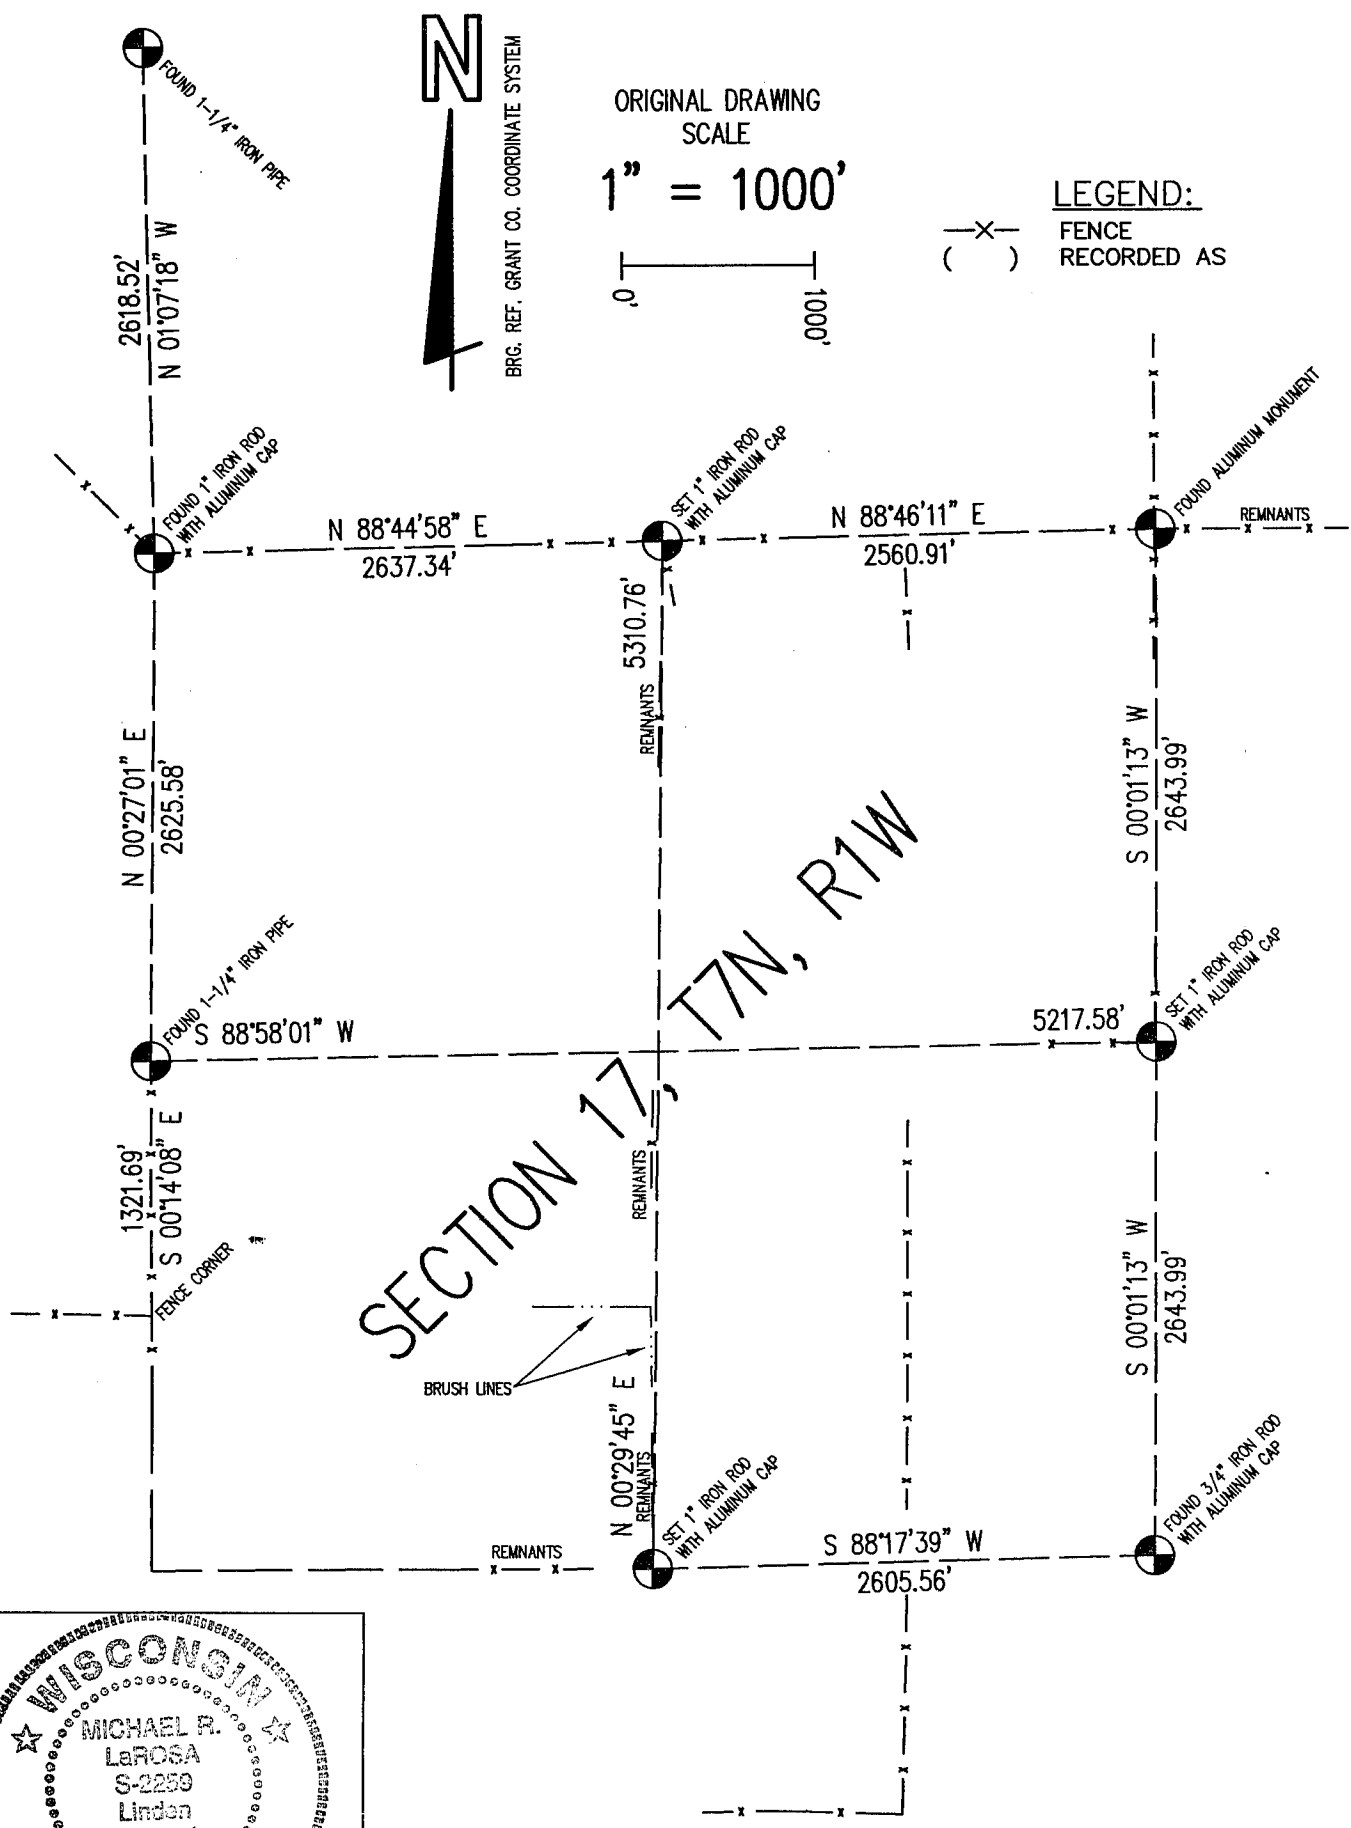 N
BRG. REF. GRANT CO. COORDINATE SYSTEM
ORIGINAL DRAWING
SCALE
1" = 1000'
0'
1000'
LEGEND:
—X— FENCE
( ) RECORDED AS
FOUND 1-1/4" IRON PIPE
2618.52'
N 01°07'18" W
FOUND 1" IRON ROD
WITH ALUMINUM CAP
N 88°44'58" E
2637.34'
SET 1" IRON ROD
WITH ALUMINUM CAP
N 88°46'11" E
2560.91'
FOUND ALUMINUM MONUMENT
REMNANTS
5310.76'
REMNANTS
N 00°27'01" E
2625.58'
S 00°01'13" W
2643.99'
SECTION 17, T7N, R1W
FOUND 1-1/4" IRON PIPE
S 88°58'01" W
5217.58'
SET 1" IRON ROD
WITH ALUMINUM CAP
1321.69'
S 00°14'08" E
FENCE CORNER
REMNANTS
S 00°01'13" W
2643.99'
BRUSH LINES
N 00°29'45" E
REMNANTS
SET 1" IRON ROD
WITH ALUMINUM CAP
FOUND 3/4" IRON ROD
WITH ALUMINUM CAP
REMNANTS
S 88°17'39" W
2605.56'
WISCONSIN
MICHAEL R.
LaROSA
S-2259
Linden